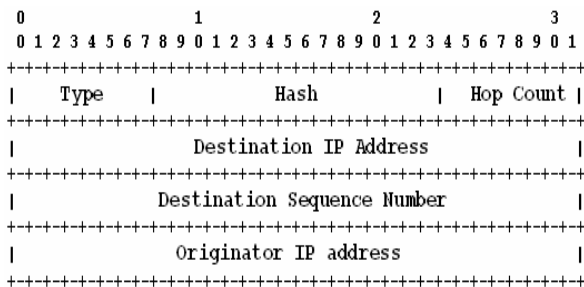 0 1 2 3
0 1 2 3 4 5 6 7 8 9 0 1 2 3 4 5 6 7 8 9 0 1 2 3 4 5 6 7 8 9 0 1
+-+-+-+-+-+-+-+-+-+-+-+-+-+-+-+-+-+-+-+-+-+-+-+-+-+-+-+-+-+-+-+-+
| Type | Hash | Hop Count |
+-+-+-+-+-+-+-+-+-+-+-+-+-+-+-+-+-+-+-+-+-+-+-+-+-+-+-+-+-+-+-+-+
| Destination IP Address |
+-+-+-+-+-+-+-+-+-+-+-+-+-+-+-+-+-+-+-+-+-+-+-+-+-+-+-+-+-+-+-+-+
| Destination Sequence Number |
+-+-+-+-+-+-+-+-+-+-+-+-+-+-+-+-+-+-+-+-+-+-+-+-+-+-+-+-+-+-+-+-+
| Originator IP address |
+-+-+-+-+-+-+-+-+-+-+-+-+-+-+-+-+-+-+-+-+-+-+-+-+-+-+-+-+-+-+-+-+